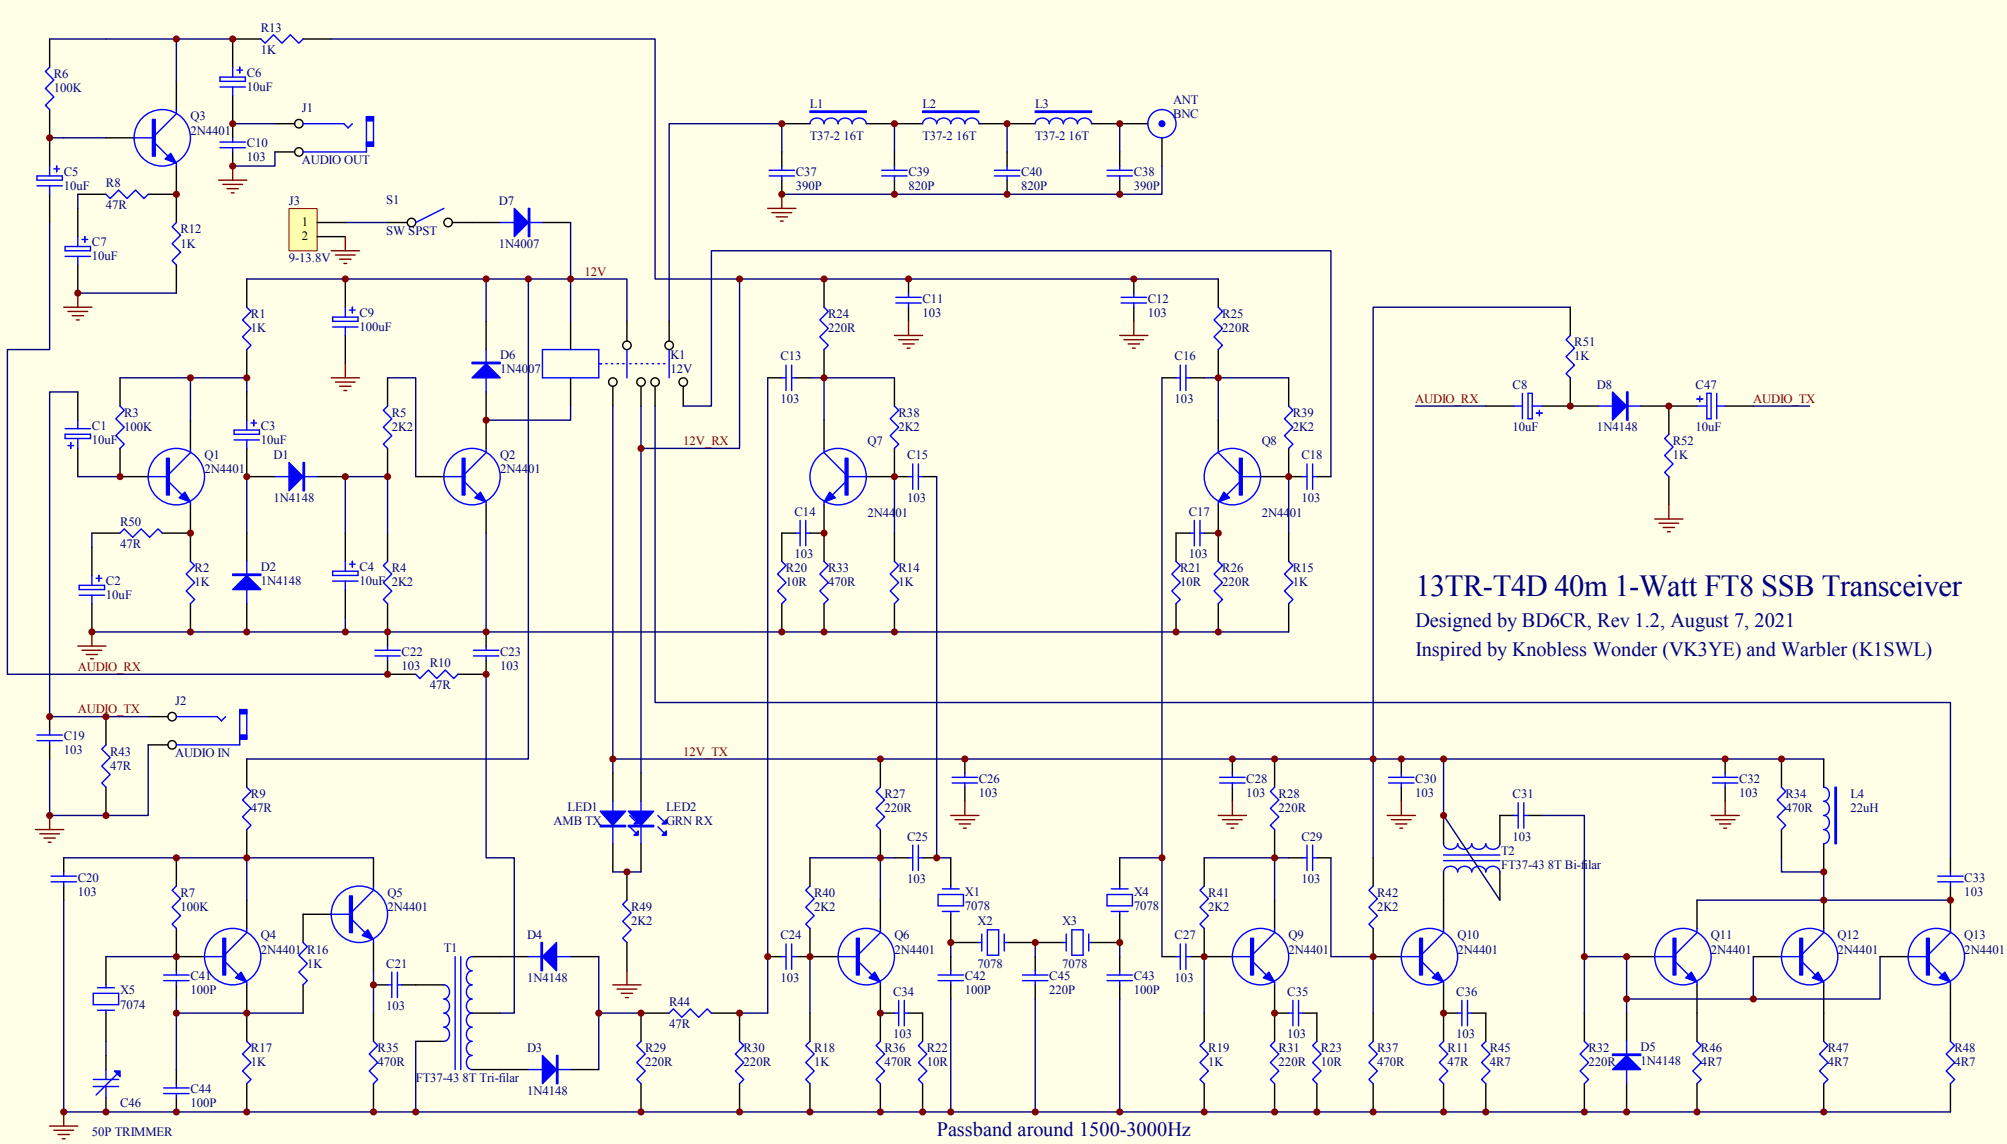 R13
1K
R6
100K
C6
10uF
J1
Q3
2N4401
C10
103
AUDIO OUT
C5
10uF
R8
47R
R12
1K
C7
10uF
J3
1
2
9-13.8V
S1
SW SPST
D7
1N4007
12V
L1
T37-2 16T
L2
T37-2 16T
L3
T37-2 16T
ANT
BNC
C37
390P
C39
820P
C40
820P
C38
390P
R1
1K
C9
100uF
D6
1N4007
K1
12V
R24
220R
C11
103
C12
103
R25
220R
C13
103
C16
103
R51
1K
C1
10uF
R3
100K
C3
10uF
R5
2K2
Q1
2N4401
D1
1N4148
Q2
2N4401
12V_RX
R38
2K2
Q7
2N4401
C15
103
R39
2K2
Q8
2N4401
C18
103
AUDIO_RX
C8
10uF
D8
1N4148
C47
10uF
AUDIO_TX
R52
1K
R50
47R
C2
10uF
R2
1K
D2
1N4148
C4
10uF
R4
2K2
C14
103
R20
10R
R33
470R
R14
1K
C17
103
R21
10R
R26
220R
R15
1K
13TR-T4D 40m 1-Watt FT8 SSB Transceiver
Designed by BD6CR, Rev 1.2, August 7, 2021
Inspired by Knobless Wonder (VK3YE) and Warbler (K1SWL)
AUDIO_RX
C22
103
R10
47R
C23
103
AUDIO_TX
J2
AUDIO IN
C19
103
R43
47R
12V_TX
R9
47R
LED1
AMB TX
LED2
GRN RX
R27
220R
C26
103
C28
103
R28
220R
C30
103
C31
103
C32
103
R34
470R
L4
22uH
C20
103
R7
100K
Q5
2N4401
C25
103
C29
103
T2
FT37-43 8T Bi-filar
R49
2K2
R40
2K2
X1
7078
X4
7078
R41
2K2
R42
2K2
C33
103
Q4
2N4401
R16
1K
T1
D4
1N4148
C24
103
Q6
2N4401
X2
7078
X3
7078
C27
103
Q9
2N4401
Q10
2N4401
Q11
2N4401
Q12
2N4401
Q13
2N4401
X5
7074
C41
100P
C21
103
C42
100P
C45
220P
C43
100P
R44
47R
C34
103
C35
103
C36
103
R17
1K
R35
470R
D3
1N4148
FT37-43 8T Tri-filar
R29
220R
R30
220R
R18
1K
R36
470R
R22
10R
R19
1K
R31
220R
R23
10R
R37
470R
R11
47R
R45
4R7
R32
220R
D5
1N4148
R46
4R7
R47
4R7
R48
4R7
C46
50P TRIMMER
C44
100P
Passband around 1500-3000Hz